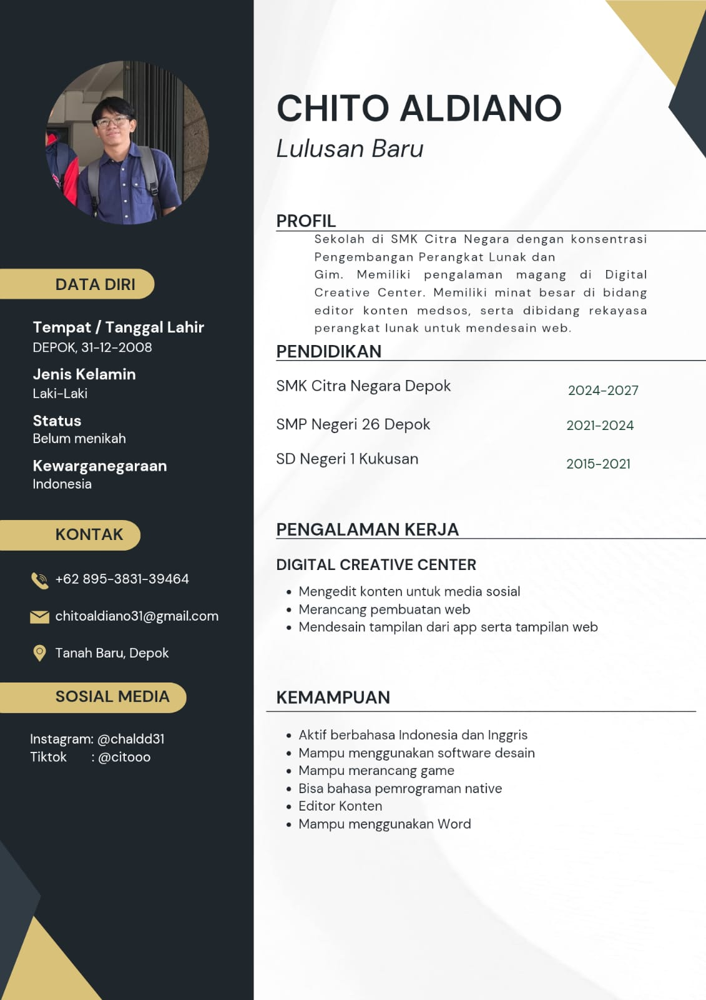 CHITO ALDIANO
Lulusan Baru
DATA DIRI
Tempat / Tanggal Lahir
DEPOK, 31-12-2008
Jenis Kelamin
Laki-Laki
Status
Belum menikah
Kewarganegaraan
Indonesia
KONTAK
+62 895-3831-39464
chitoaldiano31@gmail.com
Tanah Baru, Depok
SOSIAL MEDIA
Instagram: @chaldd31
Tiktok : @citooo
PROFIL
Sekolah di SMK Citra Negara dengan konsentrasi
Pengembangan Perangkat Lunak dan
Gim. Memiliki pengalaman magang di Digital
Creative Center. Memiliki minat besar di bidang
editor konten medsos, serta dibidang rekayasa
perangkat lunak untuk mendesain web.
PENDIDIKAN
SMK Citra Negara Depok 2024-2027
SMP Negeri 26 Depok 2021-2024
SD Negeri 1 Kukusan 2015-2021
PENGALAMAN KERJA
DIGITAL CREATIVE CENTER
• Mengedit konten untuk media sosial
• Merancang pembuatan web
• Mendesain tampilan dari app serta tampilan web
KEMAMPUAN
• Aktif berbahasa Indonesia dan Inggris
• Mampu menggunakan software desain
• Mampu merancang game
• Bisa bahasa pemrograman native
• Editor Konten
• Mampu menggunakan Word